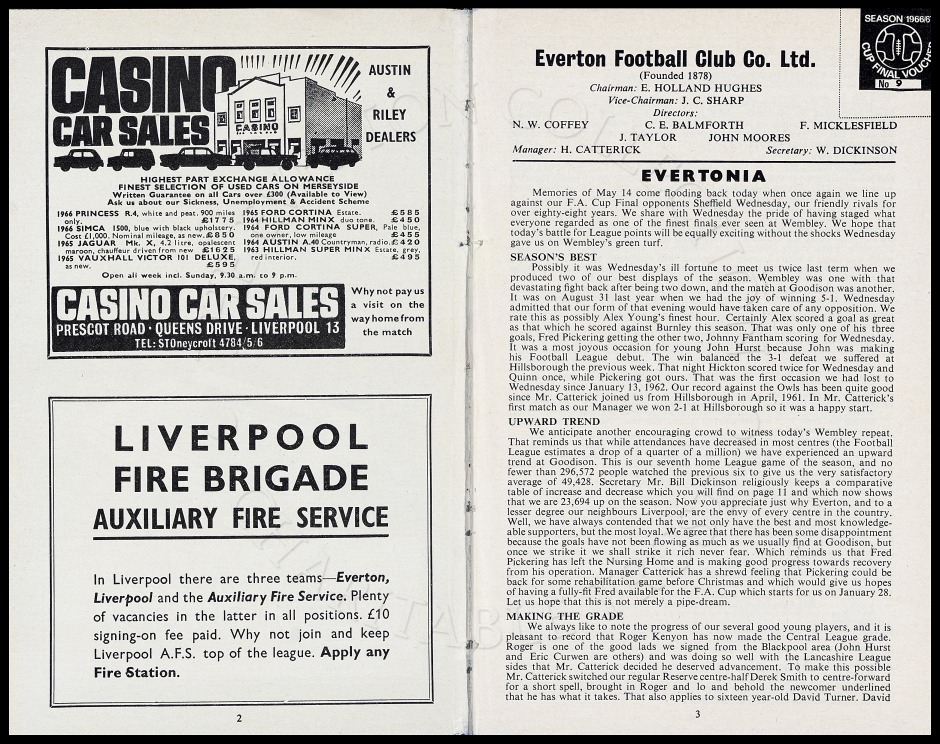 CASINO
CAR SALES
CASINO
AUSTIN
&
RILEY
DEALERS
HIGHEST PART EXCHANGE ALLOWANCE
FINEST SELECTION OF USED CARS ON MERSEYSIDE
Written Guarantee on all Cars over £300 (Available to View)
Ask us about our Sickness, Unemployment & Accident Scheme
1966 PRINCESS R.4, white and peat. 900 miles
only. £1775
1966 SIMCA 1500, blue with black upholstery.
Cost £1,000. Nominal mileage, as new. £850
1965 JAGUAR Mk. X, 4.2 litre, opalescent
maroon, chauffeur driven from new £1625
1965 VAUXHALL VICTOR 101 DELUXE,
as new. £595
1965 FORD CORTINA Estate. £585
1964 HILLMAN MINX duo tone. £450
1964 FORD CORTINA SUPER, Pale blue,
one owner, low mileage £455
1964 AUSTIN A.40 Countryman, radio. £420
1963 HILLMAN SUPER MINX Estate, grey,
red interior. £495
Open all week incl. Sunday, 9.30 a.m. to 9 p.m.
CASINO CAR SALES
PRESCOT ROAD · QUEENS DRIVE · LIVERPOOL 13
TEL: STOneycroft 4784/5/6
Why not pay us
a visit on the
way home from
the match
LIVERPOOL
FIRE BRIGADE
AUXILIARY FIRE SERVICE
In Liverpool there are three teams—Everton,
Liverpool and the Auxiliary Fire Service. Plenty
of vacancies in the latter in all positions. £10
signing-on fee paid. Why not join and keep
Liverpool A.F.S. top of the league. Apply any
Fire Station.
2
SEASON 1966/67
CUP FINAL VOUCHER
No 9
Everton Football Club Co. Ltd.
(Founded 1878)
Chairman: E. HOLLAND HUGHES
Vice-Chairman: J. C. SHARP
Directors:
N. W. COFFEY C. E. BALMFORTH F. MICKLESFIELD
J. TAYLOR JOHN MOORES
Manager: H. CATTERICK Secretary: W. DICKINSON
EVERTONIA
Memories of May 14 come flooding back today when once again we line up
against our F.A. Cup Final opponents Sheffield Wednesday, our friendly rivals for
over eighty-eight years. We share with Wednesday the pride of having staged what
everyone regarded as one of the finest finals ever seen at Wembley. We hope that
today's battle for League points will be equally exciting without the shocks Wednesday
gave us on Wembley's green turf.
SEASON'S BEST
Possibly it was Wednesday's ill fortune to meet us twice last term when we
produced two of our best displays of the season. Wembley was one with that
devastating fight back after being two down, and the match at Goodison was another.
It was on August 31 last year when we had the joy of winning 5-1. Wednesday
admitted that our form of that evening would have taken care of any opposition. We
rate this as possibly Alex Young's finest hour. Certainly Alex scored a goal as great
as that which he scored against Burnley this season. That was only one of his three
goals, Fred Pickering getting the other two, Johnny Fantham scoring for Wednesday.
It was a most joyous occasion for young John Hurst because John was making
his Football League debut. The win balanced the 3-1 defeat we suffered at
Hillsborough the previous week. That night Hickton scored twice for Wednesday and
Quinn once, while Pickering got ours. That was the first occasion we had lost to
Wednesday since January 13, 1962. Our record against the Owls has been quite good
since Mr. Catterick joined us from Hillsborough in April, 1961. In Mr. Catterick's
first match as our Manager we won 2-1 at Hillsborough so it was a happy start.
UPWARD TREND
We anticipate another encouraging crowd to witness today's Wembley repeat.
That reminds us that while attendances have decreased in most centres (the Football
League estimates a drop of a quarter of a million) we have experienced an upward
trend at Goodison. This is our seventh home League game of the season, and no
fewer than 296,572 people watched the previous six to give us the very satisfactory
average of 49,428. Secretary Mr. Bill Dickinson religiously keeps a comparative
table of increase and decrease which you will find on page 11 and which now shows
that we are 23,694 up on the season. Now you appreciate just why Everton, and to a
lesser degree our neighbours Liverpool, are the envy of every centre in the country.
Well, we have always contended that we not only have the best and most knowledge-
able supporters, but the most loyal. We agree that there has been some disappointment
because the goals have not been flowing as much as we usually find at Goodison, but
once we strike it we shall strike it rich never fear. Which reminds us that Fred
Pickering has left the Nursing Home and is making good progress towards recovery
from his operation. Manager Catterick has a shrewd feeling that Pickering could be
back for some rehabilitation game before Christmas and which would give us hopes
of having a fully-fit Fred available for the F.A. Cup which starts for us on January 28.
Let us hope that this is not merely a pipe-dream.
MAKING THE GRADE
We always like to note the progress of our several good young players, and it is
pleasant to record that Roger Kenyon has now made the Central League grade.
Roger is one of the good lads we signed from the Blackpool area (John Hurst
and Eric Curwen are others) and was doing so well with the Lancashire League
sides that Mr. Catterick decided he deserved advancement. To make this possible
Mr. Catterick switched our regular Reserve centre-half Derek Smith to centre-forward
for a short spell, brought in Roger and lo and behold the newcomer underlined
that he has what it takes. That also applies to sixteen year-old David Turner. David
3